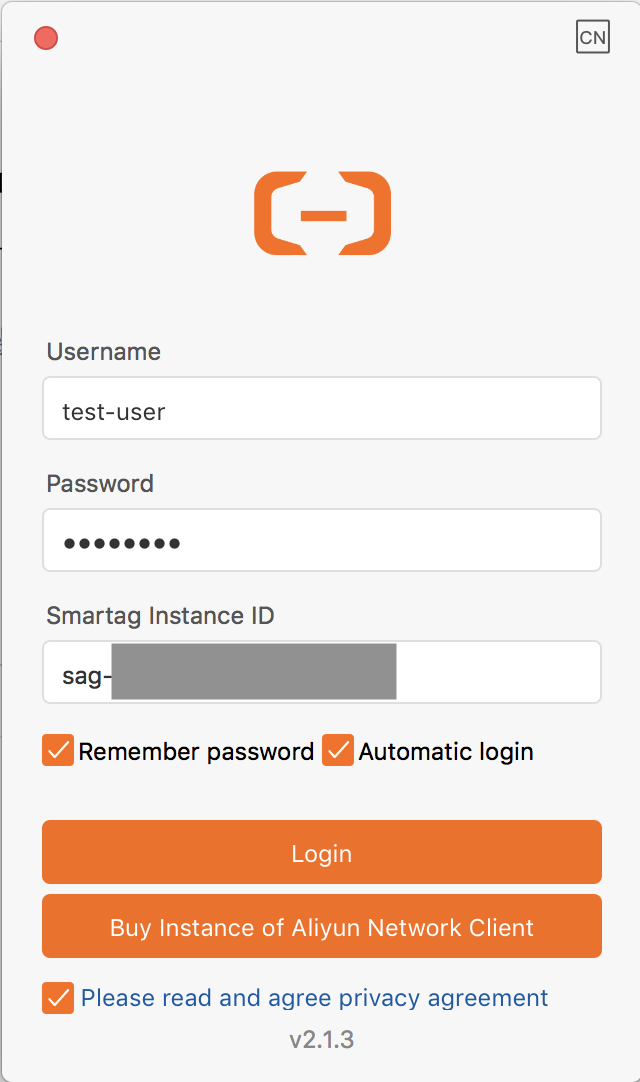 CN
Username
test-user
Password
••••••••
Smartag Instance ID
sag-
Remember password Automatic login
Login
Buy Instance of Aliyun Network Client
Please read and agree privacy agreement
v2.1.3